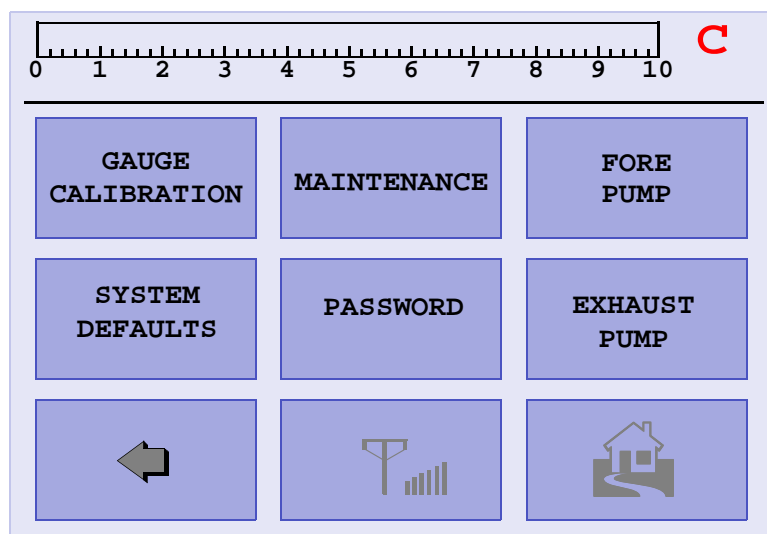 C
0 1 2 3 4 5 6 7 8 9 10
GAUGE
CALIBRATION
MAINTENANCE
FORE
PUMP
SYSTEM
DEFAULTS
PASSWORD
EXHAUST
PUMP